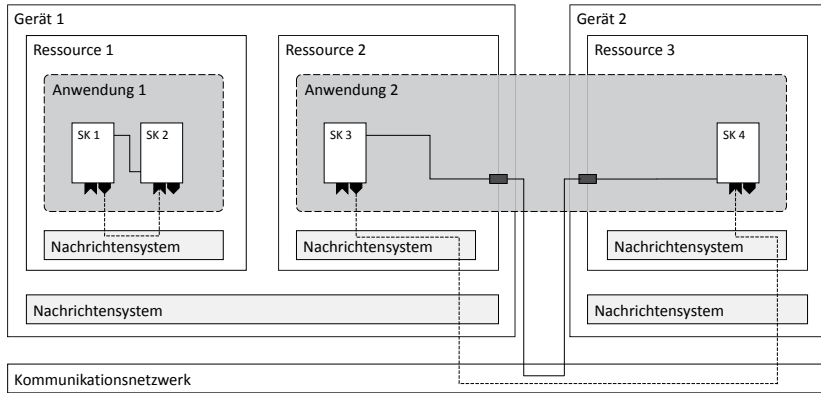 Gerät 1
Gerät 2
Ressource 1
Ressource 2
Ressource 3
Anwendung 1
Anwendung 2
SK 1
SK 2
SK 3
SK 4
Nachrichtensystem
Nachrichtensystem
Nachrichtensystem
Nachrichtensystem
Nachrichtensystem
Kommunikationsnetzwerk